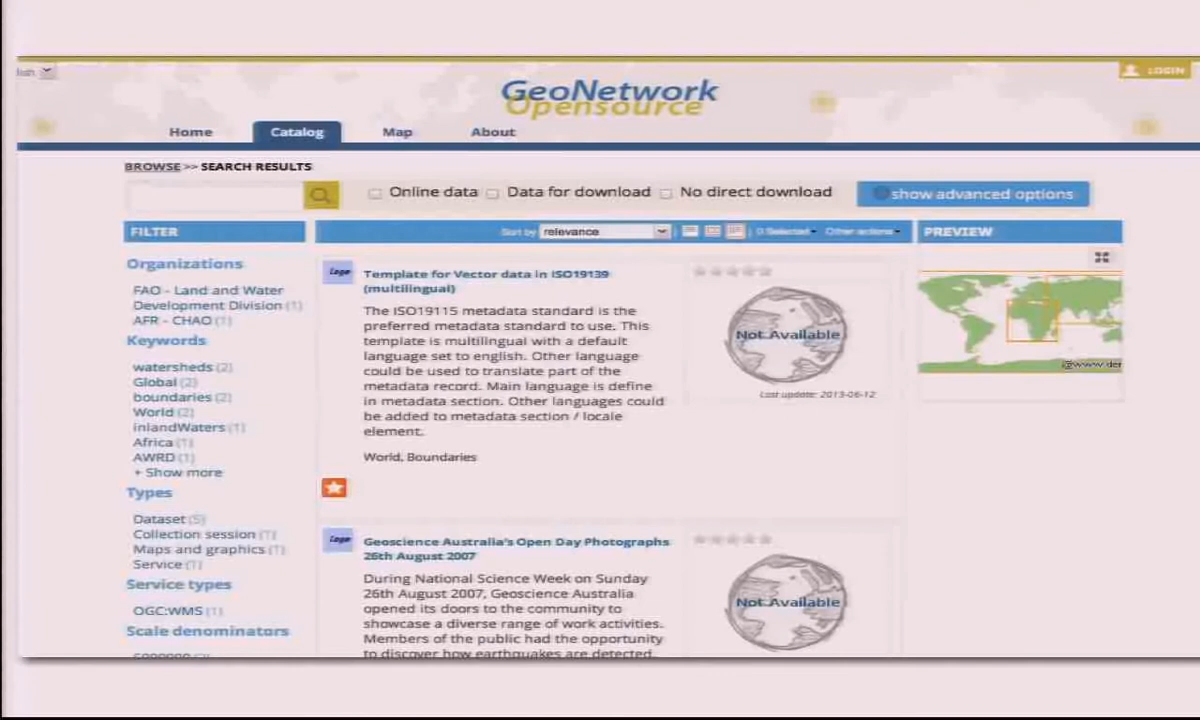 LOGIN
GeoNetwork
Opensource
Home Catalog Map About
BROWSE >> SEARCH RESULTS
Online data Data for download No direct download show advanced options
FILTER
Sort by relevance 0 Selected Other actions
PREVIEW
Organizations
FAO - Land and Water
Development Division (1)
AFR - CHAO (1)
Keywords
watersheds (2)
Global (2)
boundaries (2)
World (2)
inlandWaters (1)
Africa (1)
AWRD (1)
+ Show more
Types
Dataset (5)
Collection session (1)
Maps and graphics (1)
Service (1)
Service types
OGC:WMS (1)
Scale denominators
Logo
Template for Vector data in ISO19139
(multilingual)
The ISO19115 metadata standard is the
preferred metadata standard to use. This
template is multilingual with a default
language set to english. Other language
could be used to translate part of the
metadata record. Main language is define
in metadata section. Other languages could
be added to metadata section / locale
element.
World, Boundaries
Not Available
Last update: 2013-06-12
@www.der
Logo
Geoscience Australia's Open Day Photographs
26th August 2007
During National Science Week on Sunday
26th August 2007, Geoscience Australia
opened its doors to the community to
showcase a diverse range of work activities.
Members of the public had the opportunity
to discover how earthquakes are detected,
Not Available